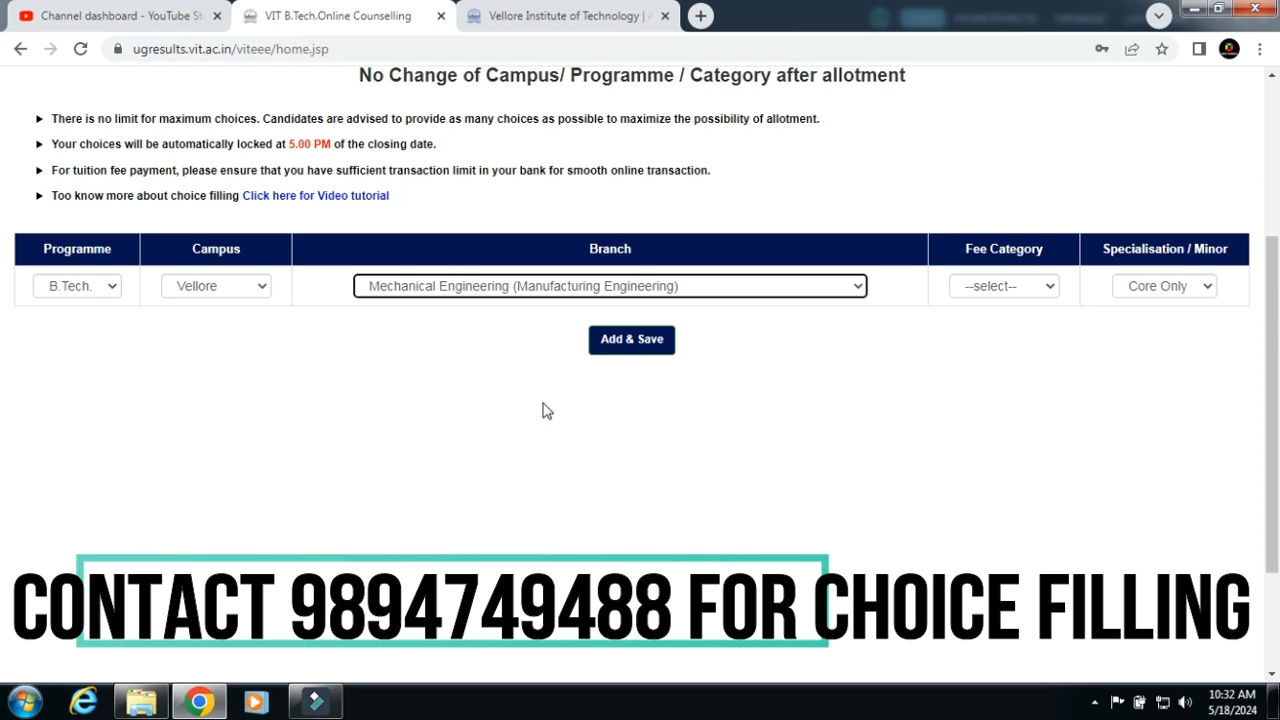 Channel dashboard - YouTube St
VIT B.Tech.Online Counselling
Vellore Institute of Technology | A
ugresults.vit.ac.in/viteee/home.jsp
No Change of Campus/ Programme / Category after allotment
There is no limit for maximum choices. Candidates are advised to provide as many choices as possible to maximize the possibility of allotment.
Your choices will be automatically locked at 5.00 PM of the closing date.
For tuition fee payment, please ensure that you have sufficient transaction limit in your bank for smooth online transaction.
Too know more about choice filling Click here for Video tutorial
Programme Campus Branch Fee Category Specialisation / Minor
B.Tech. Vellore Mechanical Engineering (Manufacturing Engineering) --select-- Core Only
Add & Save
CONTACT 9894749488 FOR CHOICE FILLING
10:32 AM
5/18/2024